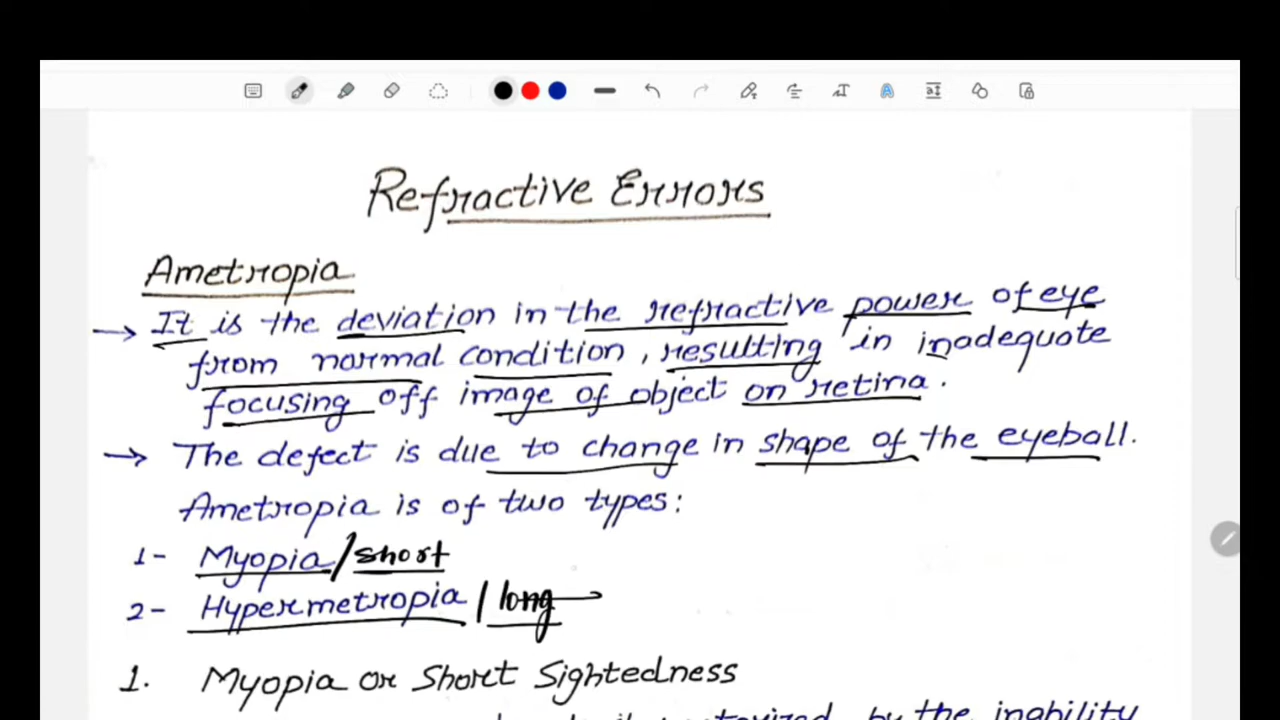 Refractive Errors
Ametropia
→ It is the deviation in the refractive power of eye
from normal condition, resulting in inadequate
focusing off image of object on retina.
→ The defect is due to change in shape of the eyeball.
Ametropia is of two types:
1- Myopia/short
2- Hypermetropia/long
1. Myopia or Short Sightedness
by the inability